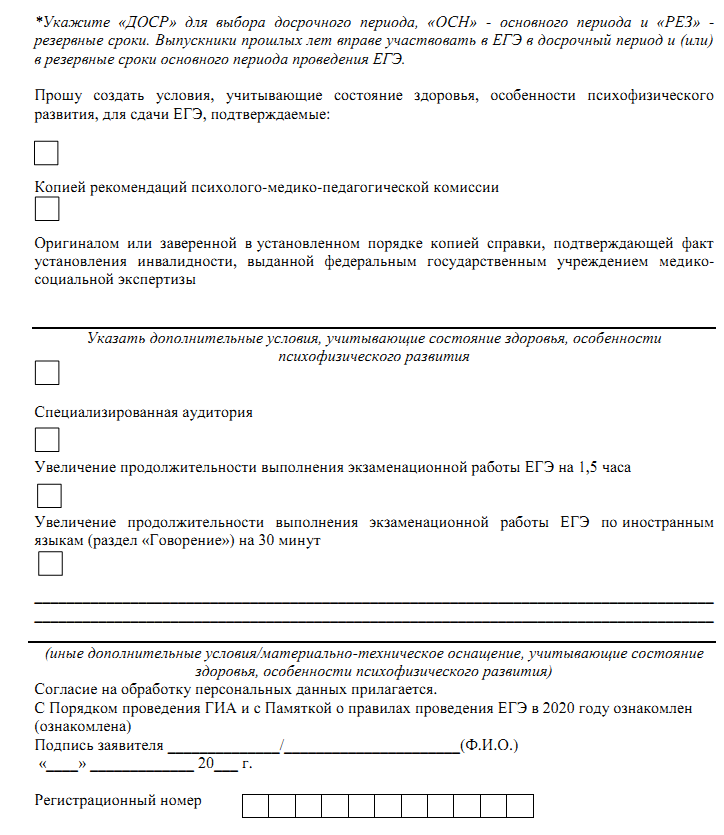 *Укажите «ДОСР» для выбора досрочного периода, «ОСН» - основного периода и «РЕЗ» -
резервные сроки. Выпускники прошлых лет вправе участвовать в ЕГЭ в досрочный период и (или)
в резервные сроки основного периода проведения ЕГЭ.
Прошу создать условия, учитывающие состояние здоровья, особенности психофизического
развития, для сдачи ЕГЭ, подтверждаемые:
Копией рекомендаций психолого-медико-педагогической комиссии
Оригиналом или заверенной в установленном порядке копией справки, подтверждающей факт
установления инвалидности, выданной федеральным государственным учреждением медико-
социальной экспертизы
Указать дополнительные условия, учитывающие состояние здоровья, особенности
психофизического развития
Специализированная аудитория
Увеличение продолжительности выполнения экзаменационной работы ЕГЭ на 1,5 часа
Увеличение продолжительности выполнения экзаменационной работы ЕГЭ по иностранным
языкам (раздел «Говорение») на 30 минут
(иные дополнительные условия/материально-техническое оснащение, учитывающие состояние
здоровья, особенности психофизического развития)
Согласие на обработку персональных данных прилагается.
С Порядком проведения ГИА и с Памяткой о правилах проведения ЕГЭ в 2020 году ознакомлен
(ознакомлена)
Подпись заявителя ______________/______________________(Ф.И.О.)
«____» _____________ 20___ г.
Регистрационный номер